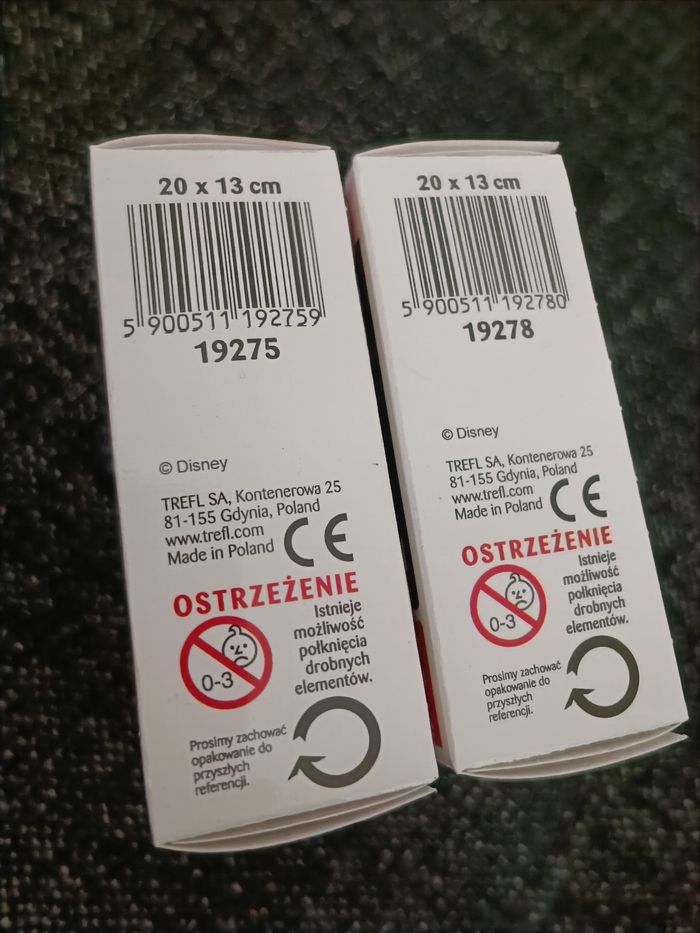 20 x 13 cm
5 900511 192759
19275
© Disney
TREFL SA, Kontenerowa 25
81-155 Gdynia, Poland
www.trefl.com
Made in Poland
CE
OSTRZEŻENIE
0-3
Istnieje
możliwość
połknięcia
drobnych
elementów.
Prosimy zachować
opakowanie do
przyszłych
referencji.
20 x 13 cm
5 900511 192780
19278
© Disney
TREFL SA, Kontenerowa 25
81-155 Gdynia, Poland
www.trefl.com
Made in Poland
CE
OSTRZEŻENIE
0-3
Istnieje
możliwość
połknięcia
drobnych
elementów.
Prosimy zachować
opakowanie do
przyszłych
referencji.